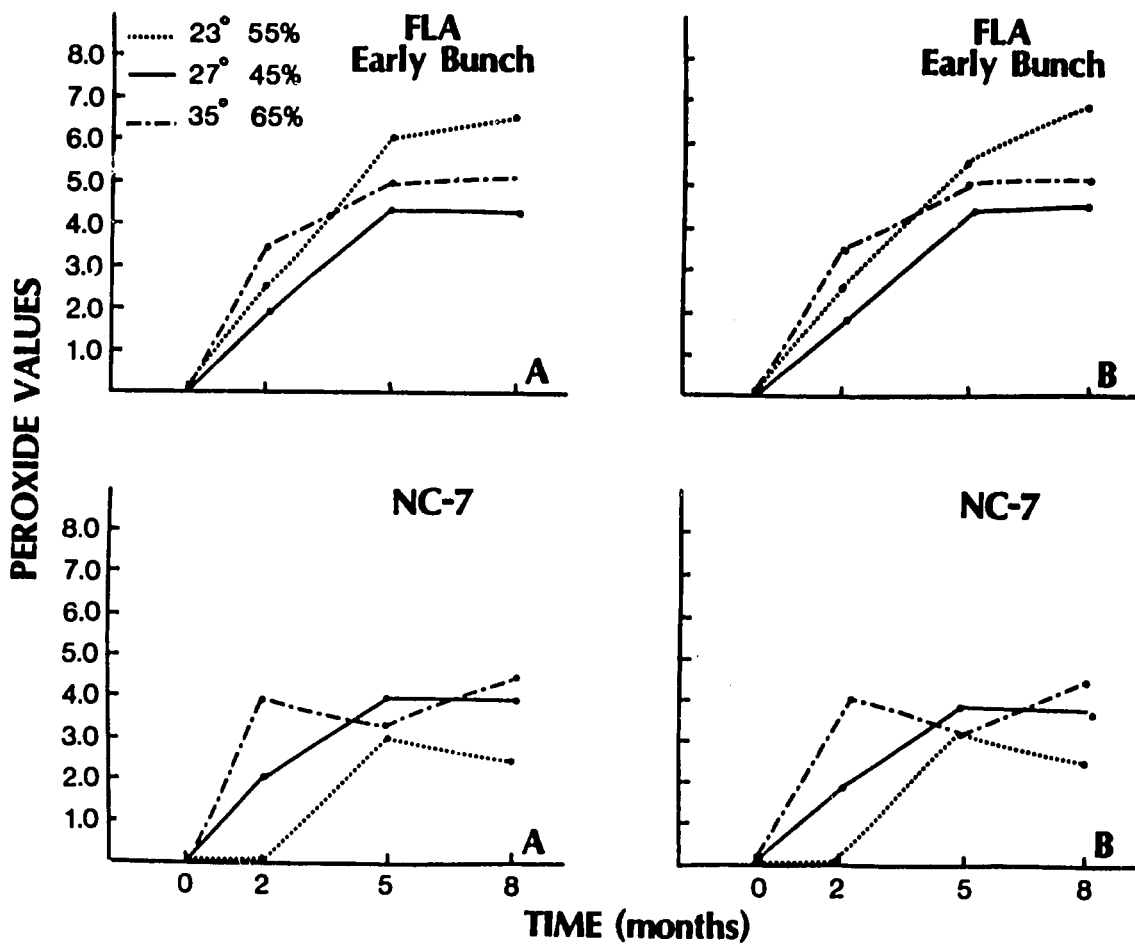 23° 55%
27° 45%
35° 65%
FLA
Early Bunch
FLA
Early Bunch
8.0
7.0
6.0
5.0
4.0
3.0
2.0
1.0
A
B
PEROXIDE VALUES
NC-7
NC-7
8.0
7.0
6.0
5.0
4.0
3.0
2.0
1.0
A
B
0 2 5 8
0 2 5 8
TIME (months)